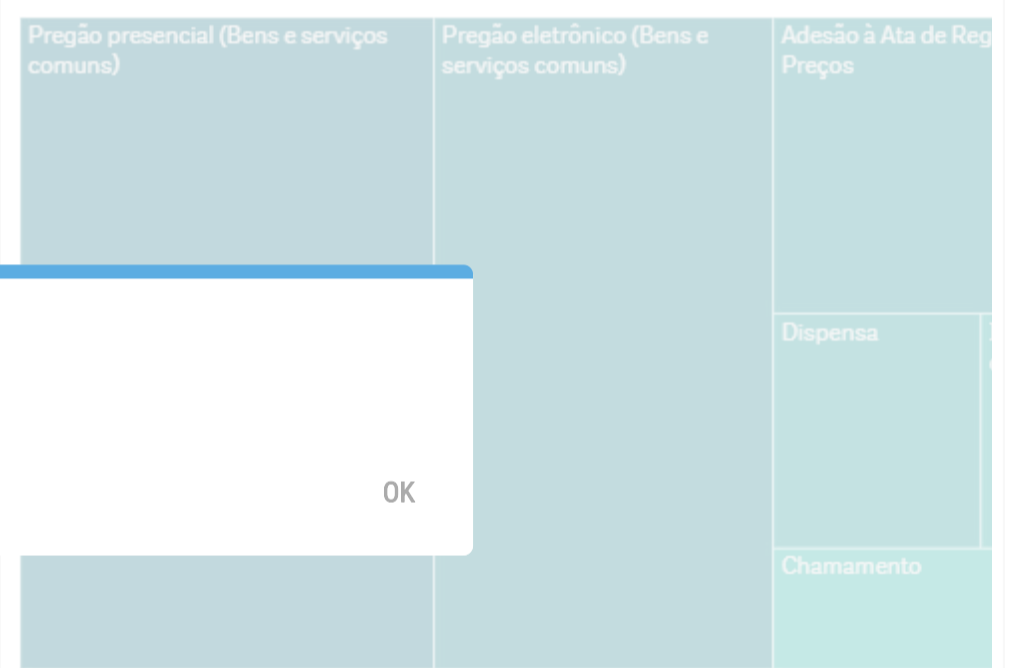 Pregão presencial (Bens e serviços
comuns)
Pregão eletrônico (Bens e
serviços comuns)
Adesão à Ata de Reg
Preços
Dispensa
OK
Chamamento